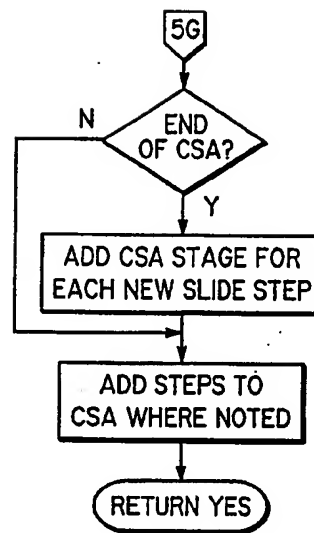 5G
END
OF CSA?
N
Y
ADD CSA STAGE FOR
EACH NEW SLIDE STEP
ADD STEPS TO
CSA WHERE NOTED
RETURN YES